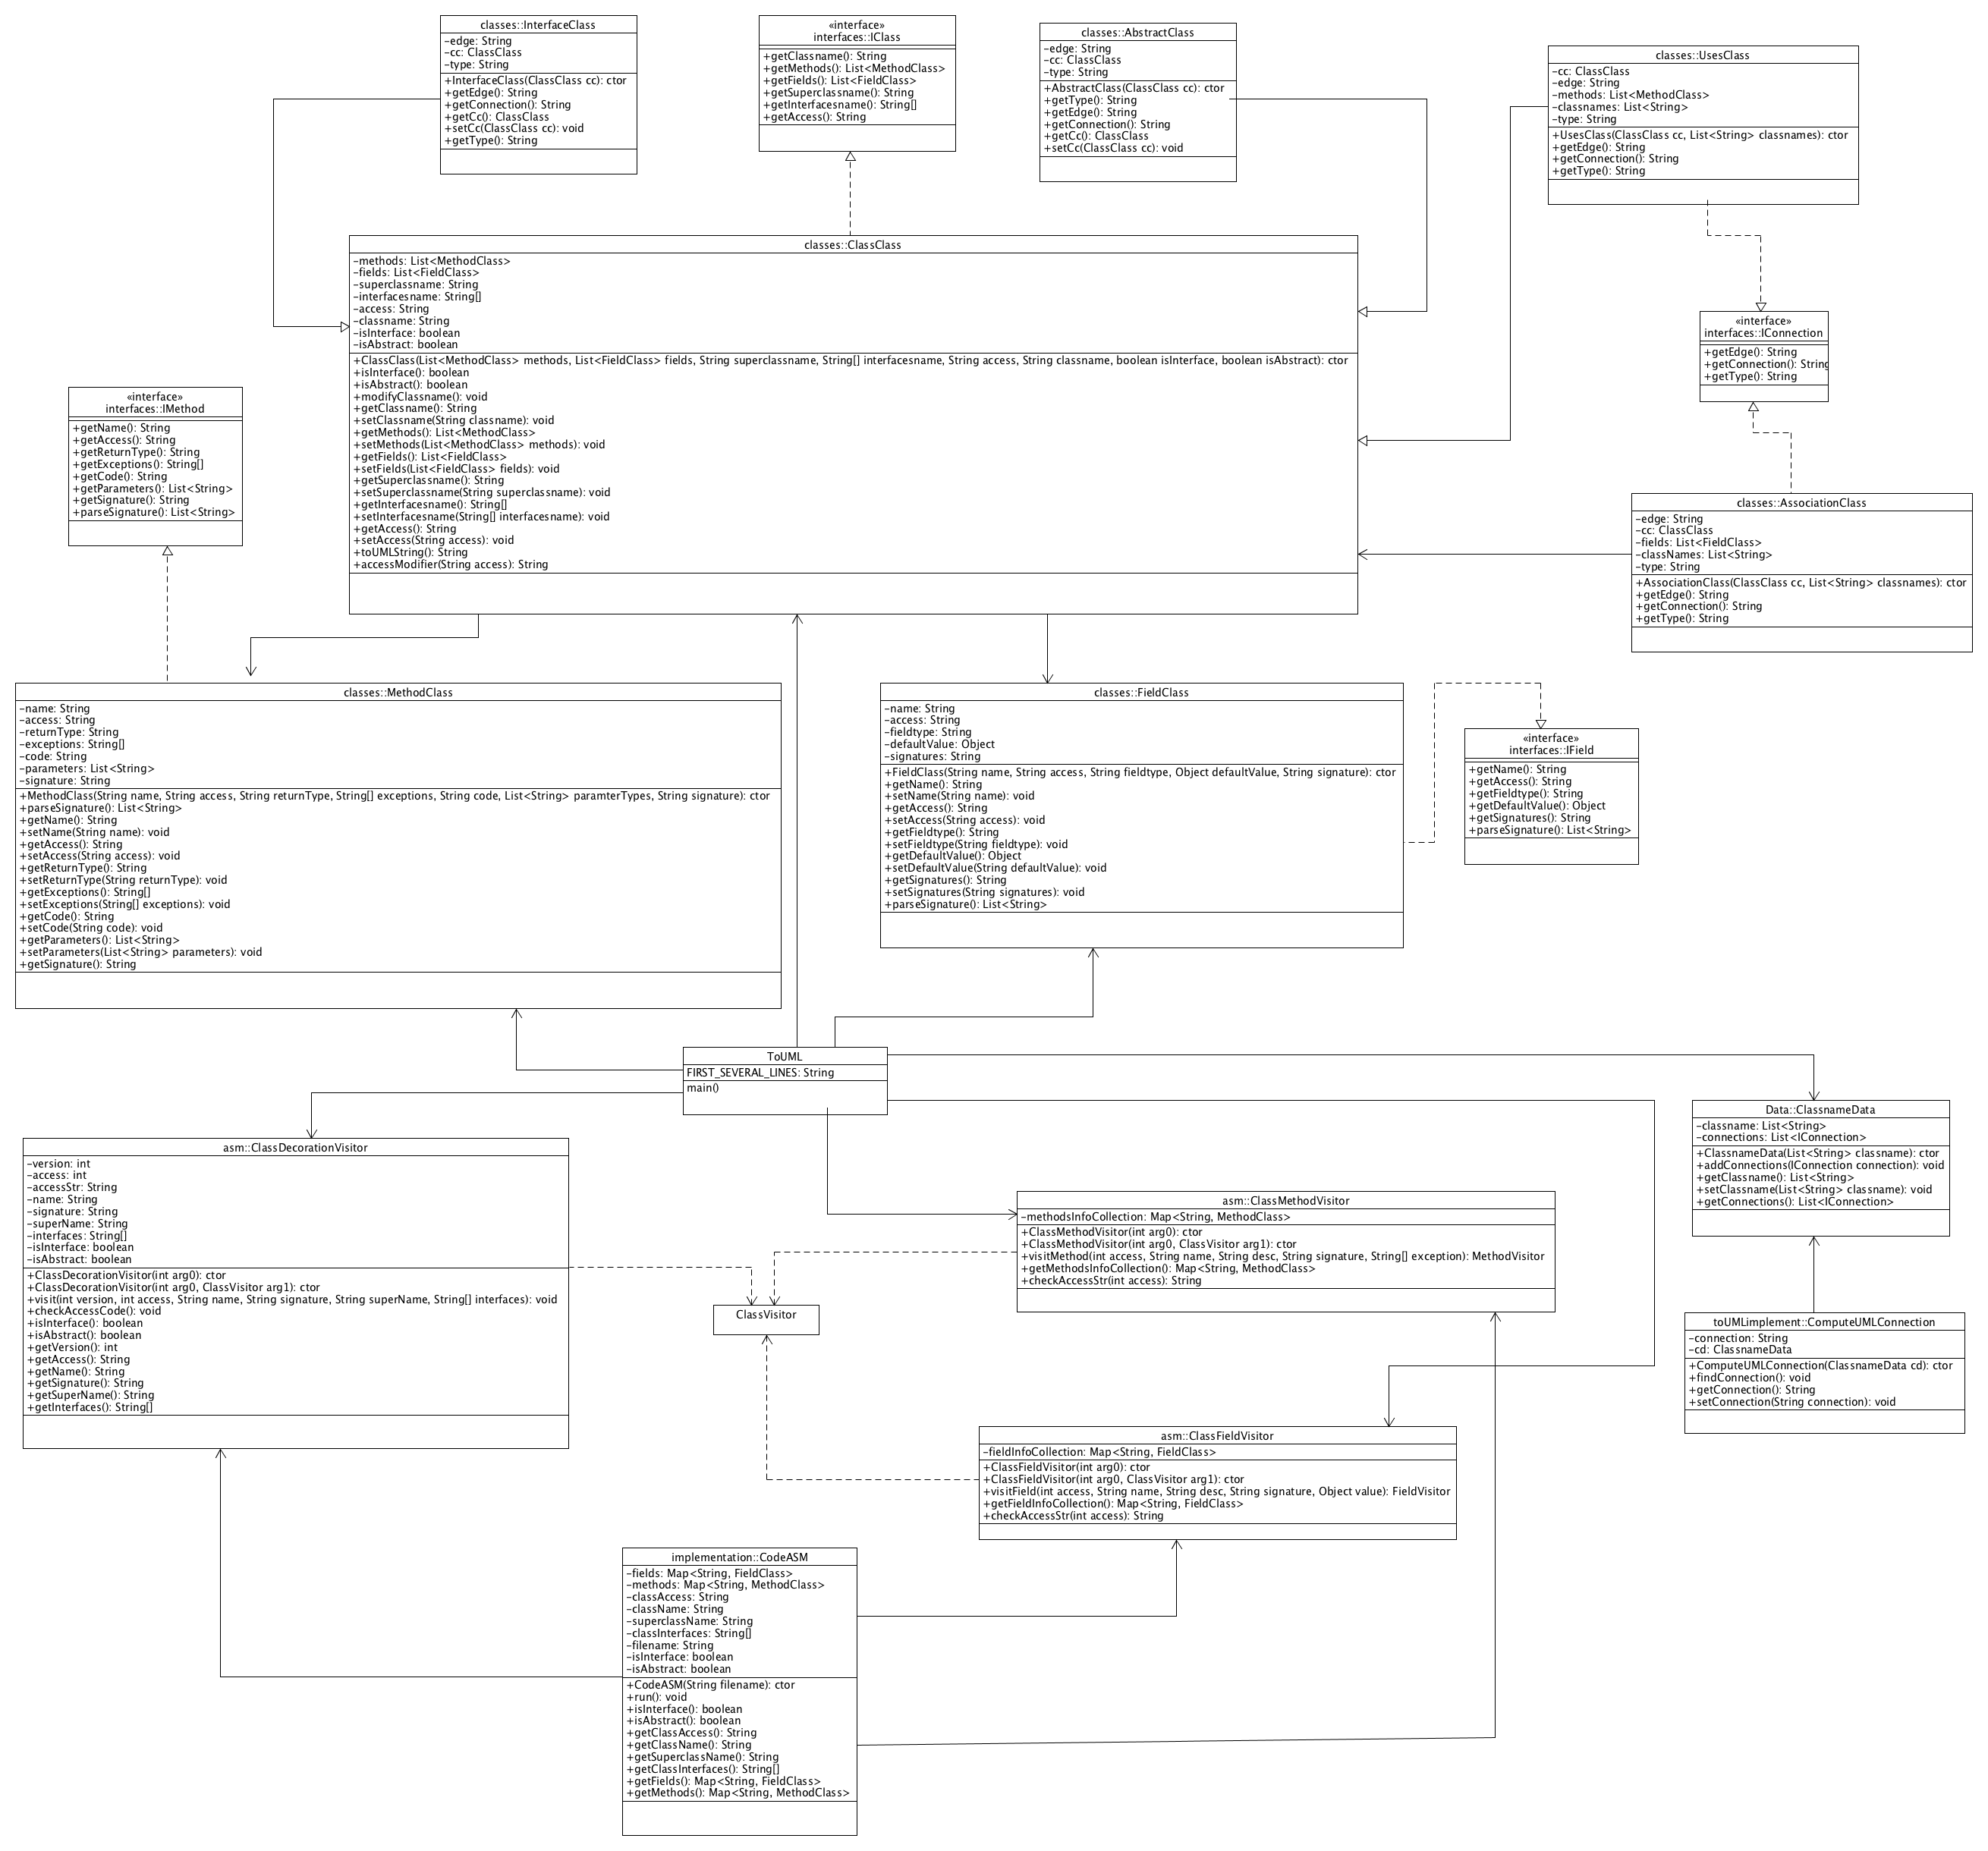 classes::InterfaceClass
-edge: String
-cc: ClassClass
-type: String
+InterfaceClass(ClassClass cc): ctor
+getEdge(): String
+getConnection(): String
+getCc(): ClassClass
+setCc(ClassClass cc): void
+getType(): String
«interface»
interfaces::IClass
+getClassname(): String
+getMethods(): List<MethodClass>
+getFields(): List<FieldClass>
+getSuperclassname(): String
+getInterfacesname(): String[]
+getAccess(): String
classes::AbstractClass
-edge: String
-cc: ClassClass
-type: String
+AbstractClass(ClassClass cc): ctor
+getType(): String
+getEdge(): String
+getConnection(): String
+getCc(): ClassClass
+setCc(ClassClass cc): void
classes::UsesClass
-cc: ClassClass
-edge: String
-methods: List<MethodClass>
-classnames: List<String>
-type: String
+UsesClass(ClassClass cc, List<String> classnames): ctor
+getEdge(): String
+getConnection(): String
+getType(): String
classes::ClassClass
-methods: List<MethodClass>
-fields: List<FieldClass>
-superclassname: String
-interfacesname: String[]
-access: String
-classname: String
-isInterface: boolean
-isAbstract: boolean
+ClassClass(List<MethodClass> methods, List<FieldClass> fields, String superclassname, String[] interfacesname, String access, String classname, boolean isInterface, boolean isAbstract): ctor
+isInterface(): boolean
+isAbstract(): boolean
+modifyClassname(): void
+getClassname(): String
+setClassname(String classname): void
+getMethods(): List<MethodClass>
+setMethods(List<MethodClass> methods): void
+getFields(): List<FieldClass>
+setFields(List<FieldClass> fields): void
+getSuperclassname(): String
+setSuperclassname(String superclassname): void
+getInterfacesname(): String[]
+setInterfacesname(String[] interfacesname): void
+getAccess(): String
+setAccess(String access): void
+toUMLString(): String
+accessModifier(String access): String
«interface»
interfaces::IConnection
+getEdge(): String
+getConnection(): String
+getType(): String
«interface»
interfaces::IMethod
+getName(): String
+getAccess(): String
+getReturnType(): String
+getExceptions(): String[]
+getCode(): String
+getParameters(): List<String>
+getSignature(): String
+parseSignature(): List<String>
classes::AssociationClass
-edge: String
-cc: ClassClass
-fields: List<FieldClass>
-classNames: List<String>
-type: String
+AssociationClass(ClassClass cc, List<String> classnames): ctor
+getEdge(): String
+getConnection(): String
+getType(): String
classes::MethodClass
-name: String
-access: String
-returnType: String
-exceptions: String[]
-code: String
-parameters: List<String>
-signature: String
+MethodClass(String name, String access, String returnType, String[] exceptions, String code, List<String> paramterTypes, String signature): ctor
+parseSignature(): List<String>
+getName(): String
+setName(String name): void
+getAccess(): String
+setAccess(String access): void
+getReturnType(): String
+setReturnType(String returnType): void
+getExceptions(): String[]
+setExceptions(String[] exceptions): void
+getCode(): String
+setCode(String code): void
+getParameters(): List<String>
+setParameters(List<String> parameters): void
+getSignature(): String
classes::FieldClass
-name: String
-access: String
-fieldtype: String
-defaultValue: Object
-signatures: String
+FieldClass(String name, String access, String fieldtype, Object defaultValue, String signature): ctor
+getName(): String
+setName(String name): void
+getAccess(): String
+setAccess(String access): void
+getFieldtype(): String
+setFieldtype(String fieldtype): void
+getDefaultValue(): Object
+setDefaultValue(String defaultValue): void
+getSignatures(): String
+setSignatures(String signatures): void
+parseSignature(): List<String>
«interface»
interfaces::IField
+getName(): String
+getAccess(): String
+getFieldtype(): String
+getDefaultValue(): Object
+getSignatures(): String
+parseSignature(): List<String>
ToUML
FIRST_SEVERAL_LINES: String
main()
asm::ClassDecorationVisitor
-version: int
-access: int
-accessStr: String
-name: String
-signature: String
-superName: String
-interfaces: String[]
-isInterface: boolean
-isAbstract: boolean
+ClassDecorationVisitor(int arg0): ctor
+ClassDecorationVisitor(int arg0, ClassVisitor arg1): ctor
+visit(int version, int access, String name, String signature, String superName, String[] interfaces): void
+checkAccessCode(): void
+isInterface(): boolean
+isAbstract(): boolean
+getVersion(): int
+getAccess(): String
+getName(): String
+getSignature(): String
+getSuperName(): String
+getInterfaces(): String[]
Data::ClassnameData
-classname: List<String>
-connections: List<IConnection>
+ClassnameData(List<String> classname): ctor
+addConnections(IConnection connection): void
+getClassname(): List<String>
+setClassname(List<String> classname): void
+getConnections(): List<IConnection>
asm::ClassMethodVisitor
-methodsInfoCollection: Map<String, MethodClass>
+ClassMethodVisitor(int arg0): ctor
+ClassMethodVisitor(int arg0, ClassVisitor arg1): ctor
+visitMethod(int access, String name, String desc, String signature, String[] exception): MethodVisitor
+getMethodsInfoCollection(): Map<String, MethodClass>
+checkAccessStr(int access): String
ClassVisitor
toUMLimplement::ComputeUMLConnection
-connection: String
-cd: ClassnameData
+ComputeUMLConnection(ClassnameData cd): ctor
+findConnection(): void
+getConnection(): String
+setConnection(String connection): void
asm::ClassFieldVisitor
-fieldInfoCollection: Map<String, FieldClass>
+ClassFieldVisitor(int arg0): ctor
+ClassFieldVisitor(int arg0, ClassVisitor arg1): ctor
+visitField(int access, String name, String desc, String signature, Object value): FieldVisitor
+getFieldInfoCollection(): Map<String, FieldClass>
+checkAccessStr(int access): String
implementation::CodeASM
-fields: Map<String, FieldClass>
-methods: Map<String, MethodClass>
-classAccess: String
-className: String
-superclassName: String
-classInterfaces: String[]
-filename: String
-isInterface: boolean
-isAbstract: boolean
+CodeASM(String filename): ctor
+run(): void
+isInterface(): boolean
+isAbstract(): boolean
+getClassAccess(): String
+getClassName(): String
+getSuperclassName(): String
+getClassInterfaces(): String[]
+getFields(): Map<String, FieldClass>
+getMethods(): Map<String, MethodClass>